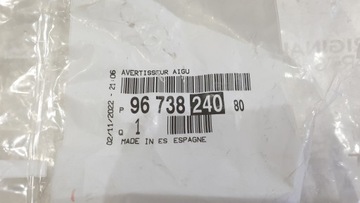 AVERTISSEUR AIGU
P 96 738 240 80
Q 1
MADE IN ES ESPAGNE
02/11/2022 - 21:06